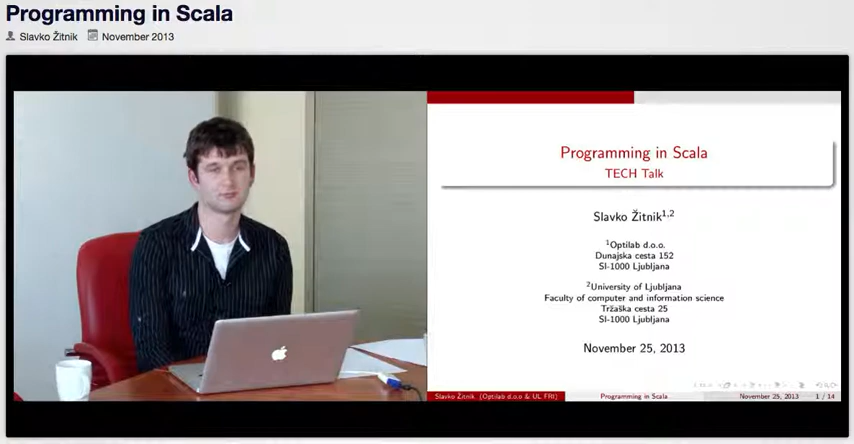 Programming in Scala
Slavko Žitnik November 2013
Programming in Scala
TECH Talk
Slavko Žitnik1,2
1Optilab d.o.o.
Dunajska cesta 152
SI-1000 Ljubljana
2University of Ljubljana
Faculty of computer and information science
Tržaška cesta 25
SI-1000 Ljubljana
November 25, 2013
Slavko Žitnik (Optilab d.o.o & UL FRI) Programming in Scala November 25, 2013 1 / 14